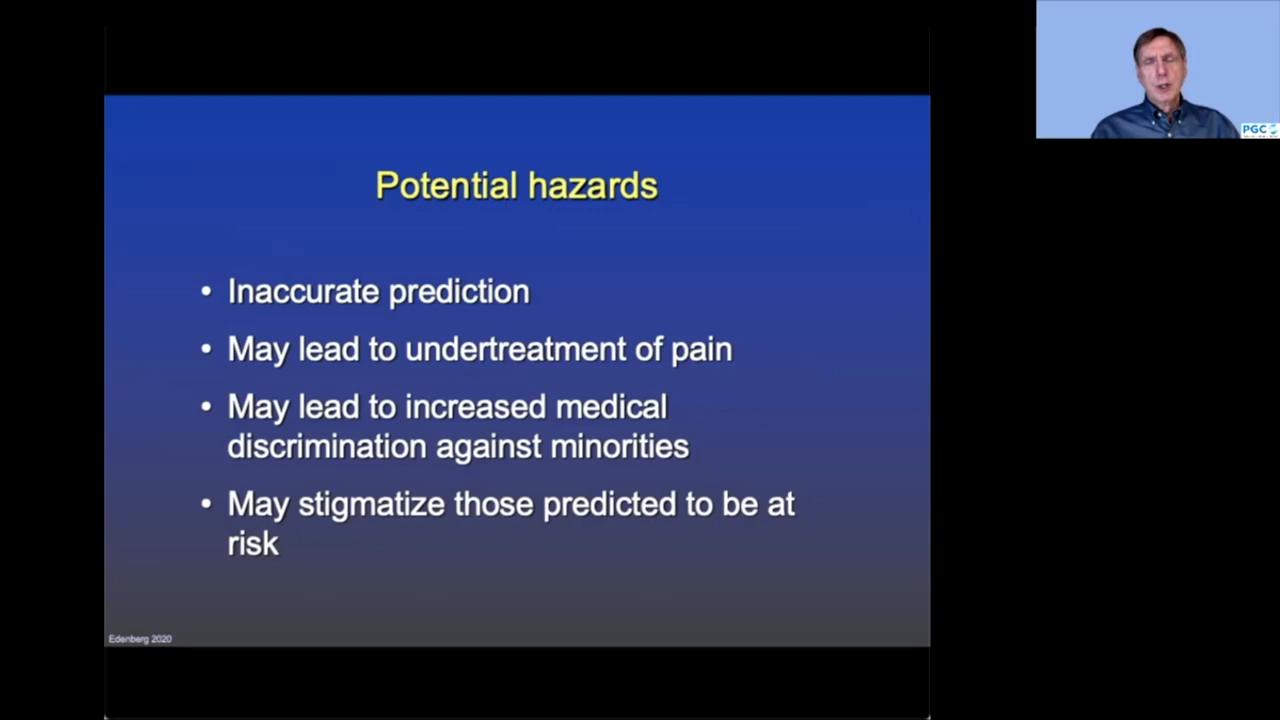 PGC
Potential hazards
• Inaccurate prediction
• May lead to undertreatment of pain
• May lead to increased medical
discrimination against minorities
• May stigmatize those predicted to be at
risk
Edenberg 2020